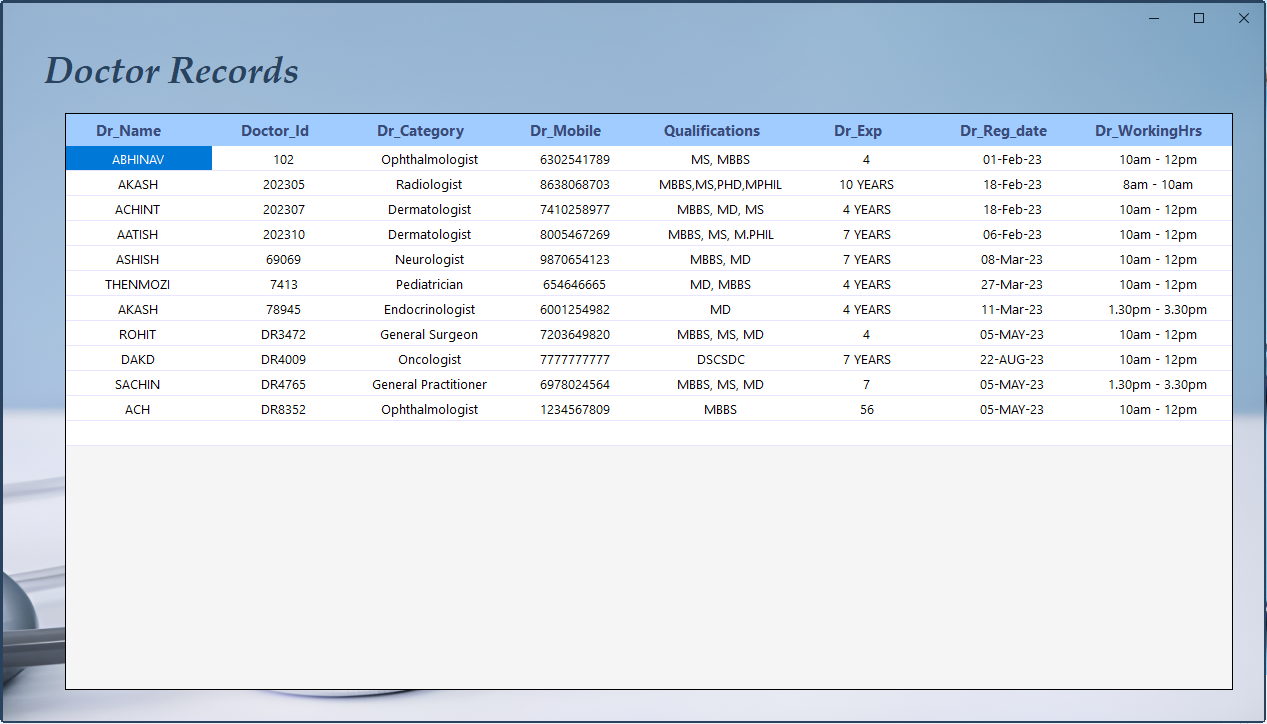 Doctor Records
Dr_Name Doctor_Id Dr_Category Dr_Mobile Qualifications Dr_Exp Dr_Reg_date Dr_WorkingHrs
ABHINAV 102 Ophthalmologist 6302541789 MS, MBBS 4 01-Feb-23 10am - 12pm
AKASH 202305 Radiologist 8638068703 MBBS,MS,PHD,MPHIL 10 YEARS 18-Feb-23 8am - 10am
ACHINT 202307 Dermatologist 7410258977 MBBS, MD, MS 4 YEARS 18-Feb-23 10am - 12pm
AATISH 202310 Dermatologist 8005467269 MBBS, MS, M.PHIL 7 YEARS 06-Feb-23 10am - 12pm
ASHISH 69069 Neurologist 9870654123 MBBS, MD 7 YEARS 08-Mar-23 10am - 12pm
THENMOZI 7413 Pediatrician 654646665 MD, MBBS 4 YEARS 27-Mar-23 10am - 12pm
AKASH 78945 Endocrinologist 6001254982 MD 4 YEARS 11-Mar-23 1.30pm - 3.30pm
ROHIT DR3472 General Surgeon 7203649820 MBBS, MS, MD 4 05-MAY-23 10am - 12pm
DAKD DR4009 Oncologist 7777777777 DSCSDC 7 YEARS 22-AUG-23 10am - 12pm
SACHIN DR4765 General Practitioner 6978024564 MBBS, MS, MD 7 05-MAY-23 1.30pm - 3.30pm
ACH DR8352 Ophthalmologist 1234567809 MBBS 56 05-MAY-23 10am - 12pm